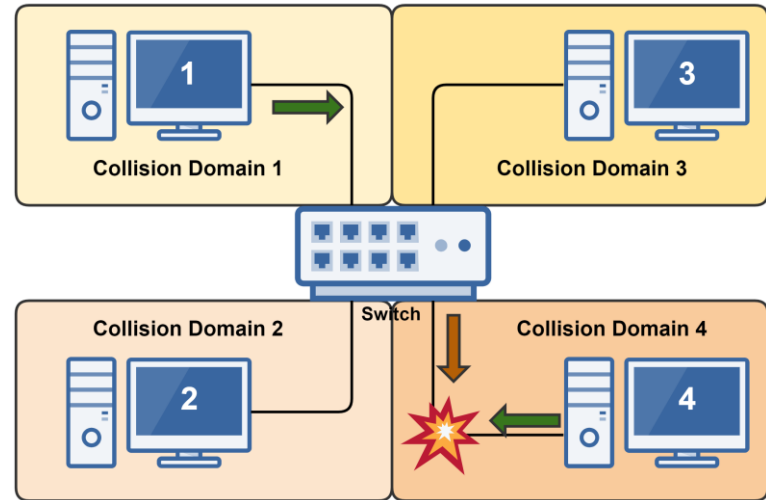 1
3
Collision Domain 1
Collision Domain 3
Switch
Collision Domain 2
Collision Domain 4
2
4